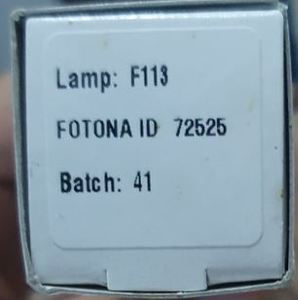 Lamp: F113
FOTONA ID 72525
Batch: 41